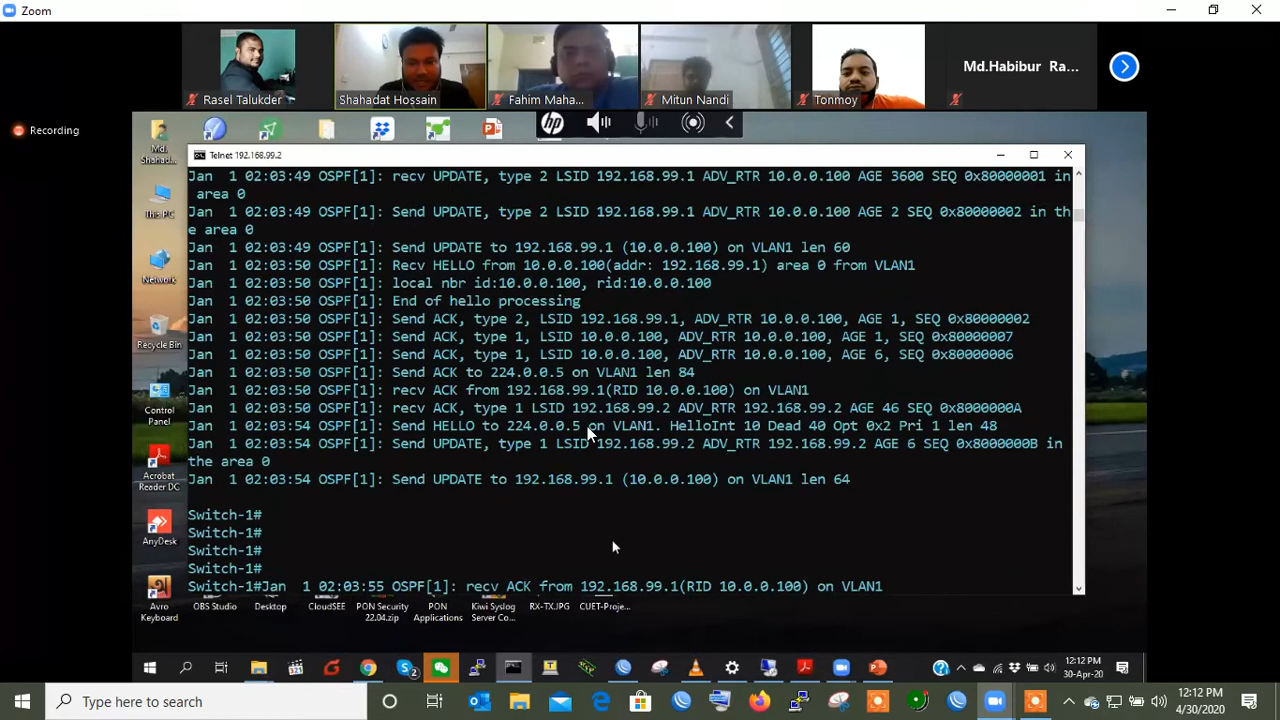 Zoom
Rasel Talukder
Shahadat Hossain
Fahim Maha...
Mitun Nandi
Tonmoy
Md.Habibur Ra...
Recording
hp
Md. Shahad...
This PC
Network
Recycle Bin
Control Panel
Acrobat Reader DC
AnyDesk
Avro Keyboard
Telnet 192.168.99.2
Jan 1 02:03:49 OSPF[1]: recv UPDATE, type 2 LSID 192.168.99.1 ADV_RTR 10.0.0.100 AGE 3600 SEQ 0x80000001 in
area 0
Jan 1 02:03:49 OSPF[1]: Send UPDATE, type 2 LSID 192.168.99.1 ADV_RTR 10.0.0.100 AGE 2 SEQ 0x80000002 in th
e area 0
Jan 1 02:03:49 OSPF[1]: Send UPDATE to 192.168.99.1 (10.0.0.100) on VLAN1 len 60
Jan 1 02:03:50 OSPF[1]: Recv HELLO from 10.0.0.100(addr: 192.168.99.1) area 0 from VLAN1
Jan 1 02:03:50 OSPF[1]: local nbr id:10.0.0.100, rid:10.0.0.100
Jan 1 02:03:50 OSPF[1]: End of hello processing
Jan 1 02:03:50 OSPF[1]: Send ACK, type 2, LSID 192.168.99.1, ADV_RTR 10.0.0.100, AGE 1, SEQ 0x80000002
Jan 1 02:03:50 OSPF[1]: Send ACK, type 1, LSID 10.0.0.100, ADV_RTR 10.0.0.100, AGE 1, SEQ 0x80000007
Jan 1 02:03:50 OSPF[1]: Send ACK, type 1, LSID 10.0.0.100, ADV_RTR 10.0.0.100, AGE 6, SEQ 0x80000006
Jan 1 02:03:50 OSPF[1]: Send ACK to 224.0.0.5 on VLAN1 len 84
Jan 1 02:03:50 OSPF[1]: recv ACK from 192.168.99.1(RID 10.0.0.100) on VLAN1
Jan 1 02:03:50 OSPF[1]: recv ACK, type 1 LSID 192.168.99.2 ADV_RTR 192.168.99.2 AGE 46 SEQ 0x8000000A
Jan 1 02:03:50 OSPF[1]: Send HELLO to 224.0.0.5 on VLAN1. HelloInt 10 Dead 40 Opt 0x2 Pri 1 len 48
Jan 1 02:03:54 OSPF[1]: Send UPDATE, type 1 LSID 192.168.99.2 ADV_RTR 192.168.99.2 AGE 6 SEQ 0x8000000B in
the area 0
Jan 1 02:03:54 OSPF[1]: Send UPDATE to 192.168.99.1 (10.0.0.100) on VLAN1 len 64
Switch-1#
Switch-1#
Switch-1#
Switch-1#
Switch-1#Jan 1 02:03:55 OSPF[1]: recv ACK from 192.168.99.1(RID 10.0.0.100) on VLAN1
OBS Studio
Desktop
CloudSEE
PON Security 22.04.zip
PON Applications
Kiwi Syslog Server Co...
RX-TX.JPG
CUET-Proje...
12:12 PM
30-Apr-20
Type here to search
12:12 PM
4/30/2020